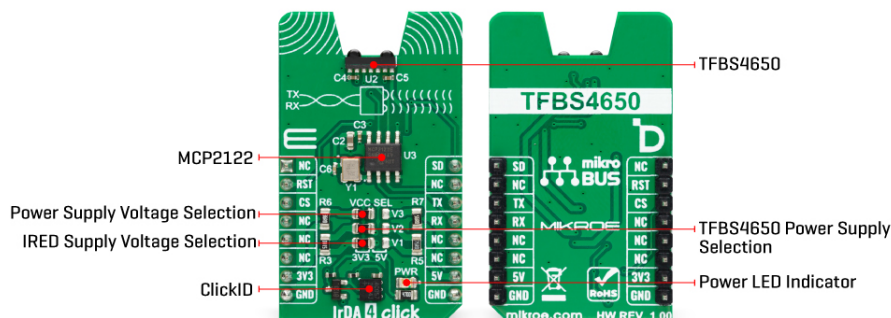 TFBS4650
MCP2122
Power Supply Voltage Selection
IRED Supply Voltage Selection
ClickID
C4
U2
C5
TX
RX
C3
C2
U3
C6
Y1
NC
RST
CS
NC
NC
NC
3V3
GND
SD
NC
TX
RX
NC
NC
5V
GND
R6
VCC SEL
R7
V3
V2
V1
R3
3V3
5V
R5
PWR
IrDA 4 click
TFBS4650
SD
NC
TX
RX
NC
NC
5V
GND
mikro
BUS
MIKROE
RoHS
NC
RST
CS
NC
NC
NC
3V3
GND
mikroe.com
HW REV. 1.00
TFBS4650 Power Supply
Selection
Power LED Indicator